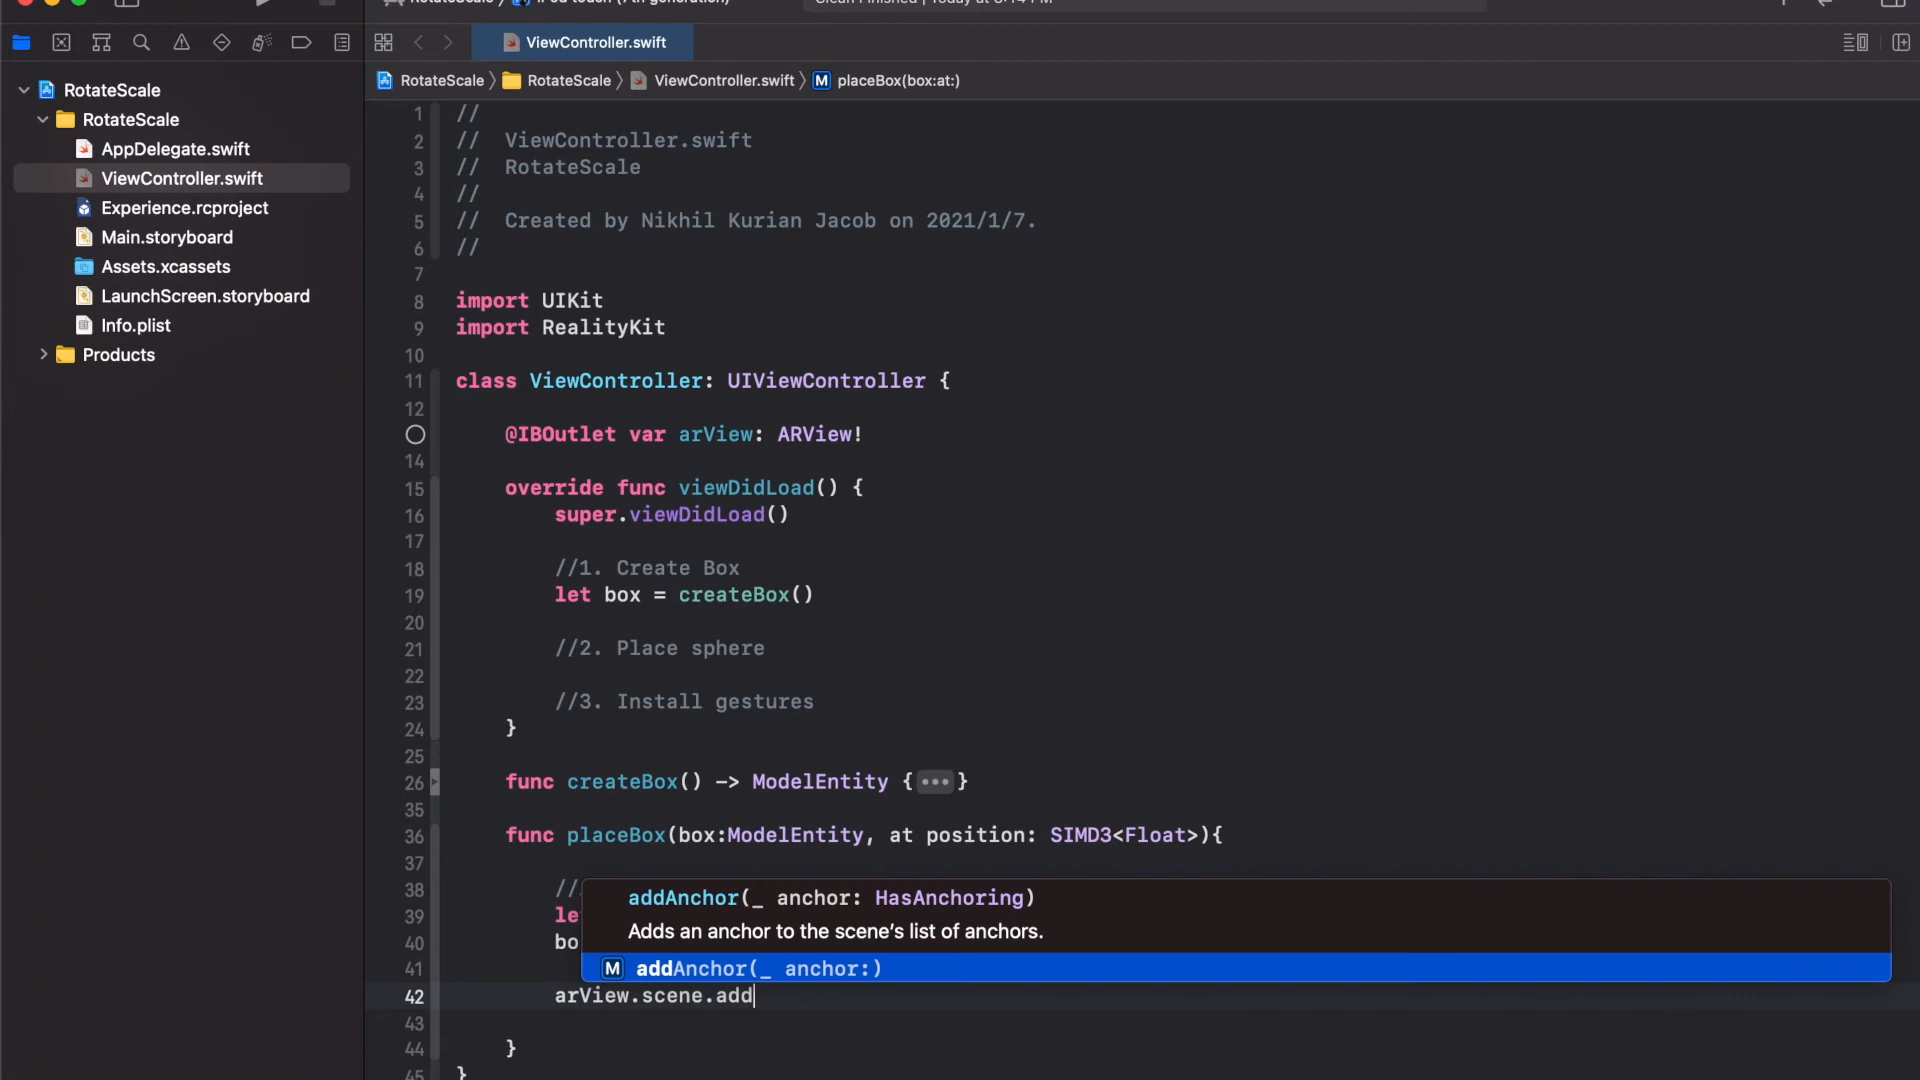 ViewController.swift
RotateScale 〉 RotateScale 〉 ViewController.swift 〉 M placeBox(box:at:)
RotateScale
RotateScale
AppDelegate.swift
ViewController.swift
Experience.rcproject
Main.storyboard
Assets.xcassets
LaunchScreen.storyboard
Info.plist
Products
1 //
2 // ViewController.swift
3 // RotateScale
4 //
5 // Created by Nikhil Kurian Jacob on 2021/1/7.
6 //
7
8 import UIKit
9 import RealityKit
10
11 class ViewController: UIViewController {
12
@IBOutlet var arView: ARView!
14
15 override func viewDidLoad() {
16 super.viewDidLoad()
17
18 //1. Create Box
19 let box = createBox()
20
21 //2. Place sphere
22
23 //3. Install gestures
24 }
25
26 func createBox() -> ModelEntity {•••}
35
36 func placeBox(box:ModelEntity, at position: SIMD3<Float>){
37
38 //
39 le
40 bo
41
42 arView.scene.add
43
44 }
45 }
addAnchor(_ anchor: HasAnchoring)
Adds an anchor to the scene’s list of anchors.
M addAnchor(_ anchor:)